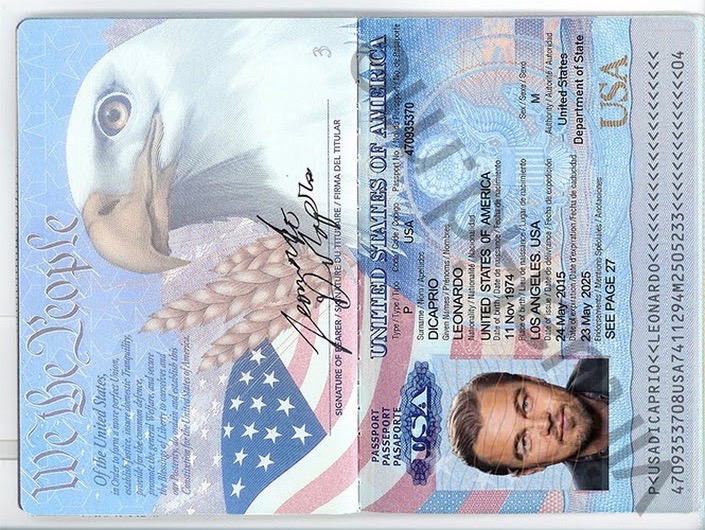 We the People
Of the United States,
in Order to form a more perfect Union,
establish Justice, insure domestic Tranquility,
provide for the common defence,
promote the general Welfare, and secure
the Blessings of Liberty to ourselves and
our Posterity, do ordain and establish this
Constitution for the United States of America.
SIGNATURE OF BEARER / SIGNATURE DU TITULAIRE / FIRMA DEL TITULAR
3
UNITED STATES OF AMERICA
PASSPORT
PASSEPORT
PASAPORTE
USA
Type / Type / Tipo Code / Code / Codigo Passport No
P USA 470935370
Surname / Nom / Apellidos
DICAPRIO
Given Names / Prénoms / Nombres
LEONARDO
Nationality / Nationalité / Nacionalidad
UNITED STATES OF AMERICA
Date of birth / Date de naissance / Fecha de nacimiento
11 Nov 1974
Place of birth / Lieu de naissance / Lugar de nacimiento Sex / Sexe / Sexo
LOS ANGELES. USA M
Date of issue / Date de délivrance / Fecha de expedición Authority / Autorité / Autoridad
24 May 2015 United States
Date of expiration / Date d'expiration / Fecha de caducidad Department of State
23 May 2025
Endorsements / Mentions Spéciales / Anotaciones
SEE PAGE 27
USA
P<USADICAPRIO<<LEONARDO<<<<<<<<<<<<<<<<<<<<<
4709353708USA7411294M2505233<<<<<<<<<<<<<<04